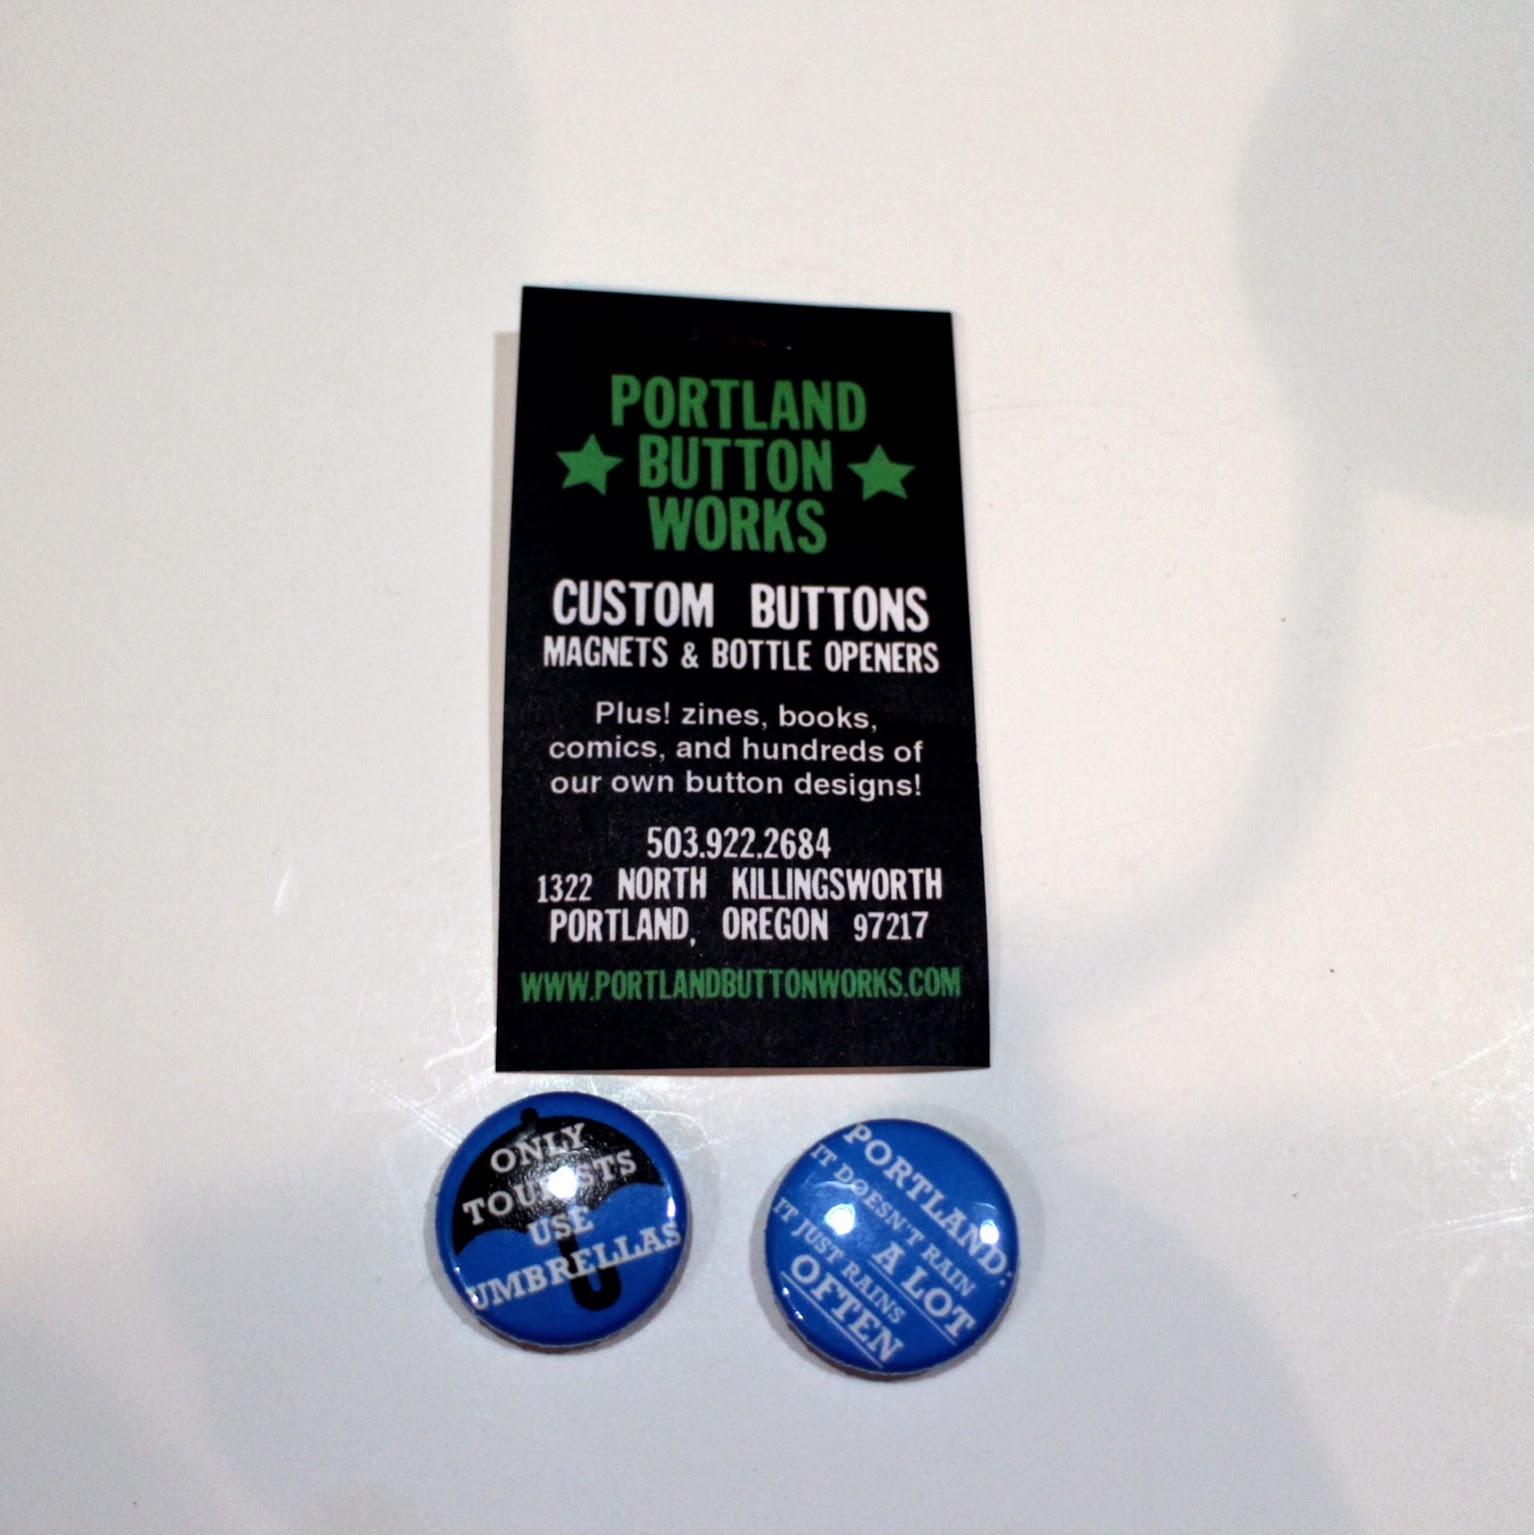 PORTLAND
BUTTON
WORKS
CUSTOM BUTTONS
MAGNETS & BOTTLE OPENERS
Plus! zines, books,
comics, and hundreds of
our own button designs!
503.922.2684
1322 NORTH KILLINGSWORTH
PORTLAND, OREGON 97217
WWW.PORTLANDBUTTONWORKS.COM
ONLY
TOURISTS
USE
UMBRELLAS
PORTLAND:
IT DOESN'T RAIN
A LOT
IT JUST RAINS
OFTEN